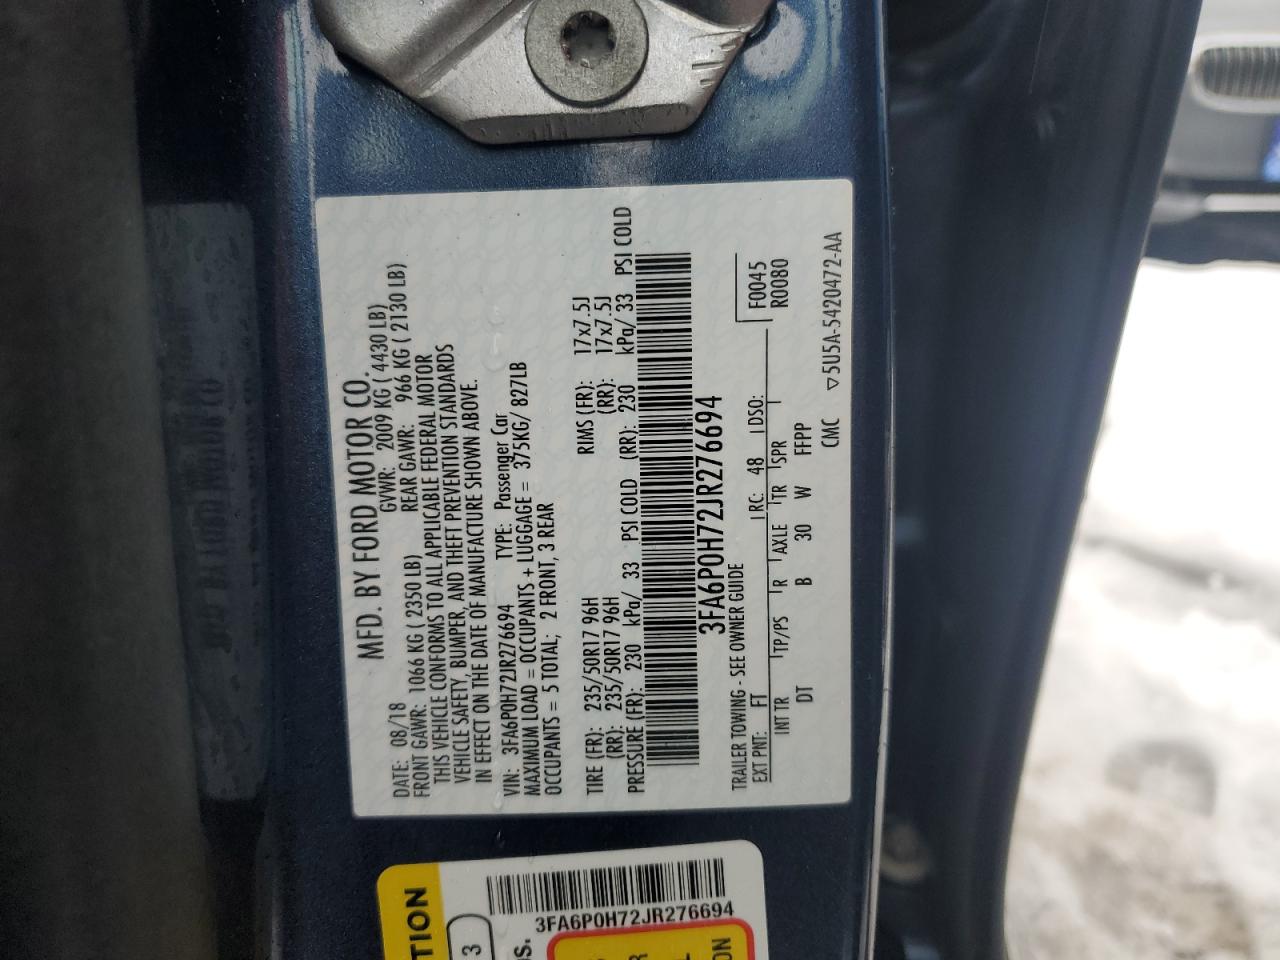 MFD. BY FORD MOTOR CO.
DATE: 08/18 GVWR: 2009 KG ( 4430 LB)
FRONT GAWR: 1066 KG ( 2350 LB) REAR GAWR: 966 KG ( 2130 LB)
THIS VEHICLE CONFORMS TO ALL APPLICABLE FEDERAL MOTOR
VEHICLE SAFETY, BUMPER, AND THEFT PREVENTION STANDARDS
IN EFFECT ON THE DATE OF MANUFACTURE SHOWN ABOVE.
VIN: 3FA6P0H72JR276694 TYPE: Passenger Car
MAXIMUM LOAD = OCCUPANTS + LUGGAGE = 375KG/ 827LB
OCCUPANTS = 5 TOTAL; 2 FRONT, 3 REAR
TIRE (FR): 235/50R17 96H RIMS (FR): 17x7.5J
(RR): 235/50R17 96H (RR): 17x7.5J
PRESSURE (FR): 230 kPa/ 33 PSI COLD (RR): 230 kPa/ 33 PSI COLD
3FA6P0H72JR276694
TRAILER TOWING - SEE OWNER GUIDE
F0045
EXT PNT: FT RC: 48 DSO: R0080
INT TR TP/PS R AXLE TR SPR
DT B 30 W FFPP
CMC ▽5U5A-5420472-AA
TION
3FA6P0H72JR276694
3
os.
R
L
ON